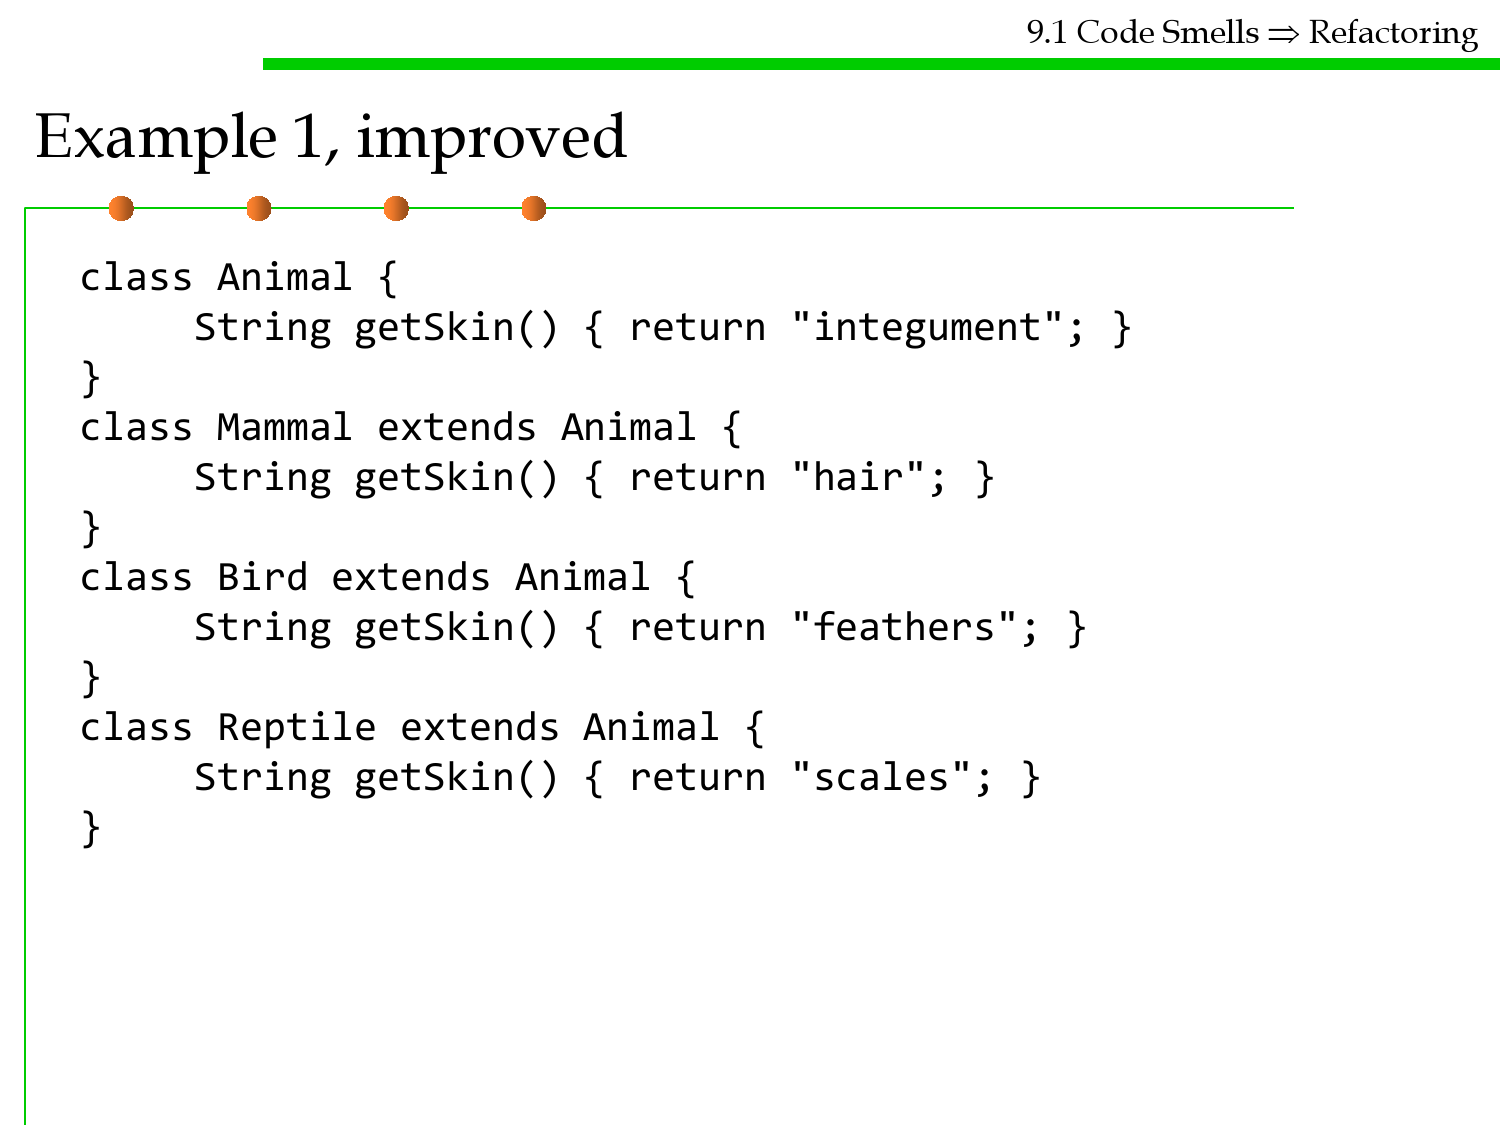 9.1 Code Smells ⇒ Refactoring
Example 1, improved
class Animal {
     String getSkin() { return "integument"; }
}
class Mammal extends Animal {
     String getSkin() { return "hair"; }
}
class Bird extends Animal {
     String getSkin() { return "feathers"; }
}
class Reptile extends Animal {
     String getSkin() { return "scales"; }
}